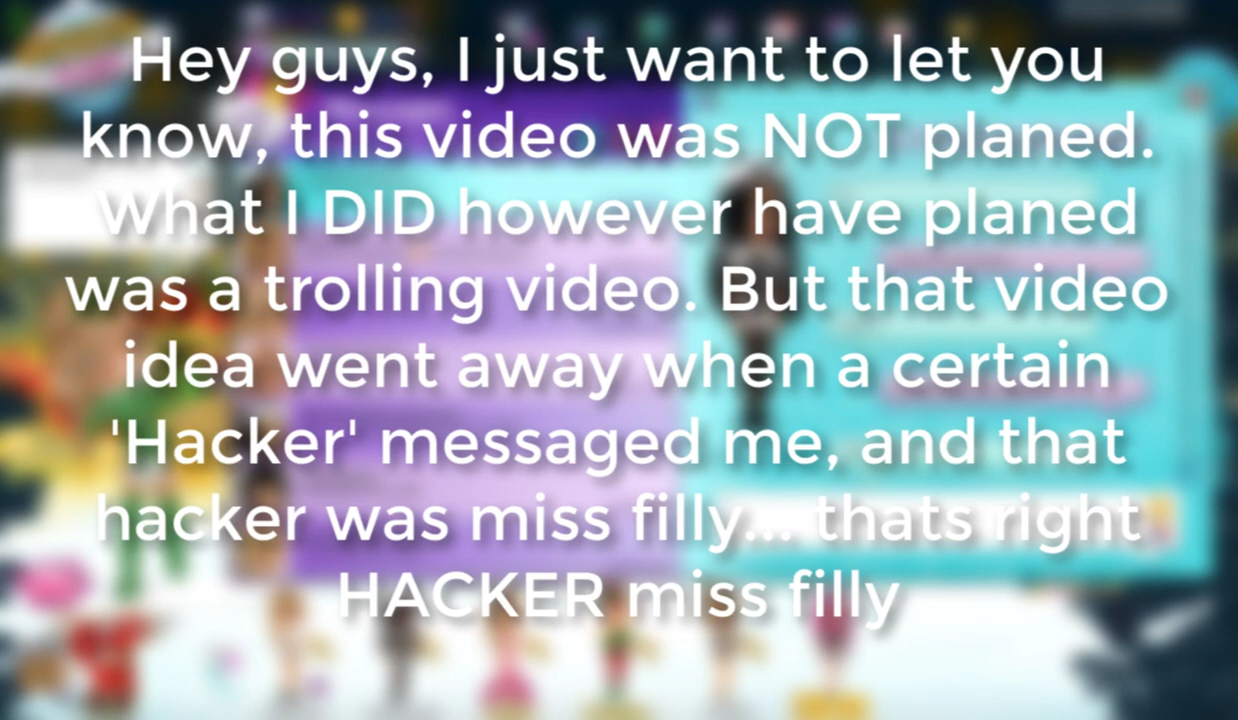 Hey guys, I just want to let you
know, this video was NOT planed.
What I DID however have planed
was a trolling video. But that video
idea went away when a certain
'Hacker' messaged me, and that
hacker was miss filly... thats right
HACKER miss filly